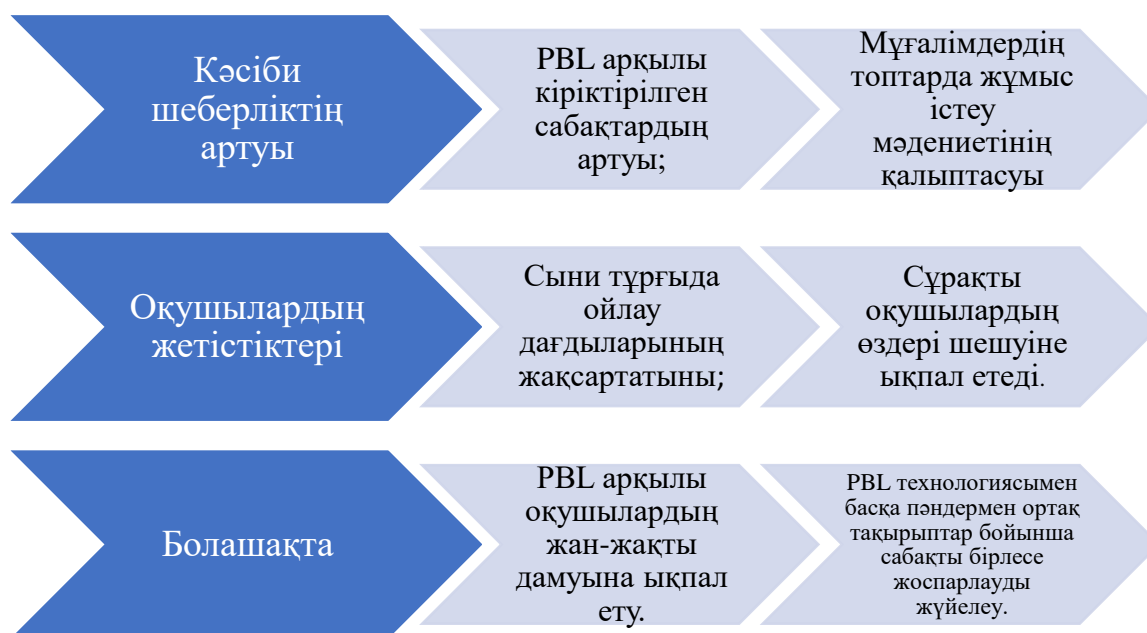 Кәсіби
шеберліктің
артуы
PBL арқылы
кіріктірілген
сабақтардың
артуы;
Мұғалімдердің
топтарда жұмыс
істеу
мәдениетінің
қалыптасуы
Оқушылардың
жетістіктері
Сыни тұрғыда
ойлау
дағдыларының
жақсартатыны;
Сұрақты
оқушылардың
өздері шешуіне
ықпал етеді.
Болашақта
PBL арқылы
оқушылардың
жан-жақты
дамуына ықпал
ету.
PBL технологиясымен
басқа пәндермен ортақ
тақырыптар бойынша
сабақты бірлесе
жоспарлауды
жүйелеу.